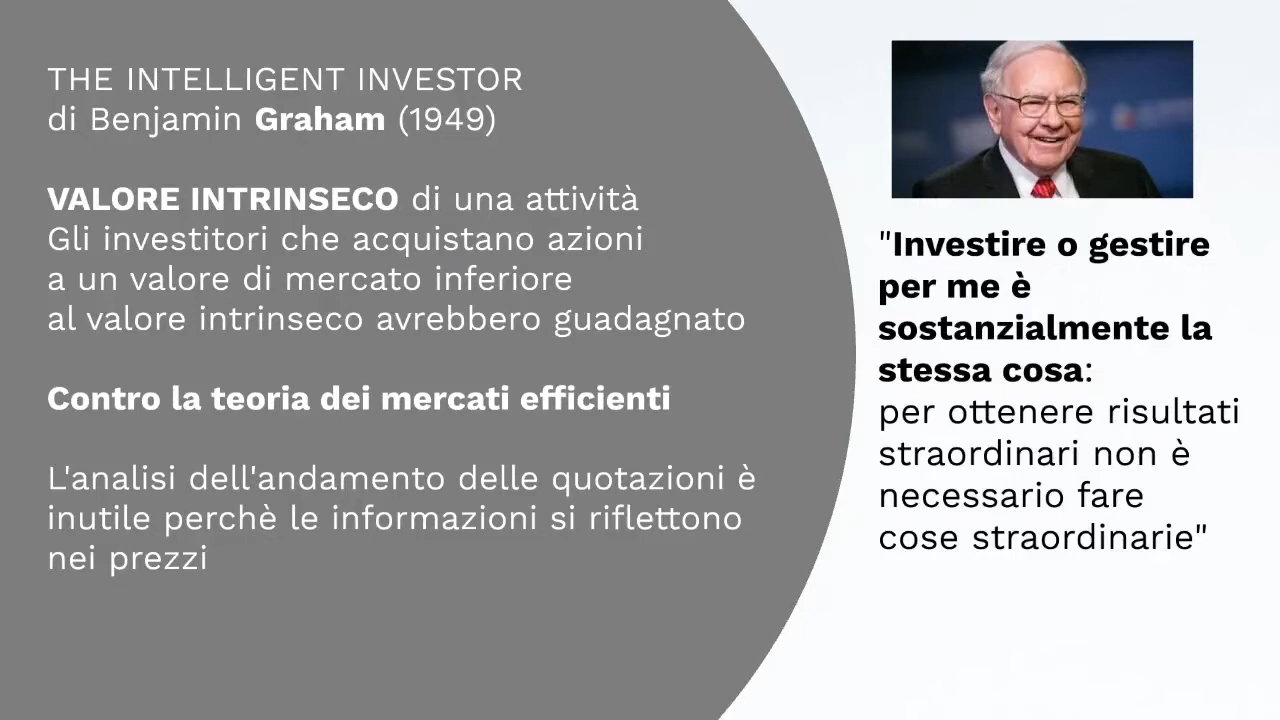 THE INTELLIGENT INVESTOR
di Benjamin Graham (1949)
VALORE INTRINSECO di una attività
Gli investitori che acquistano azioni
a un valore di mercato inferiore
al valore intrinseco avrebbero guadagnato
Contro la teoria dei mercati efficienti
L'analisi dell'andamento delle quotazioni è
inutile perchè le informazioni si riflettono
nei prezzi
"Investire o gestire
per me è
sostanzialmente la
stessa cosa:
per ottenere risultati
straordinari non è
necessario fare
cose straordinarie"